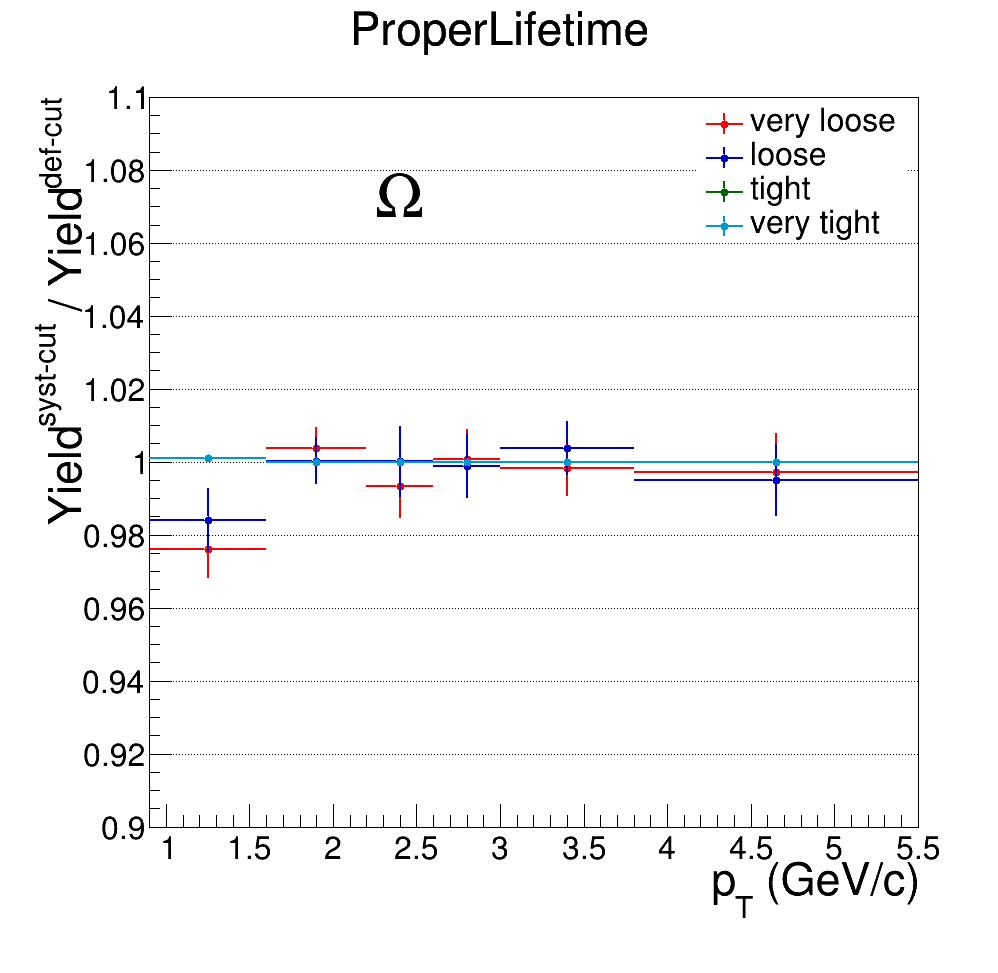 ProperLifetime
Yield^syst-cut / Yield^def-cut
1.1
1.08
1.06
1.04
1.02
1
0.98
0.96
0.94
0.92
0.9
Ω
very loose
loose
tight
very tight
1 1.5 2 2.5 3 3.5 4 4.5 5 5.5
p_T (GeV/c)